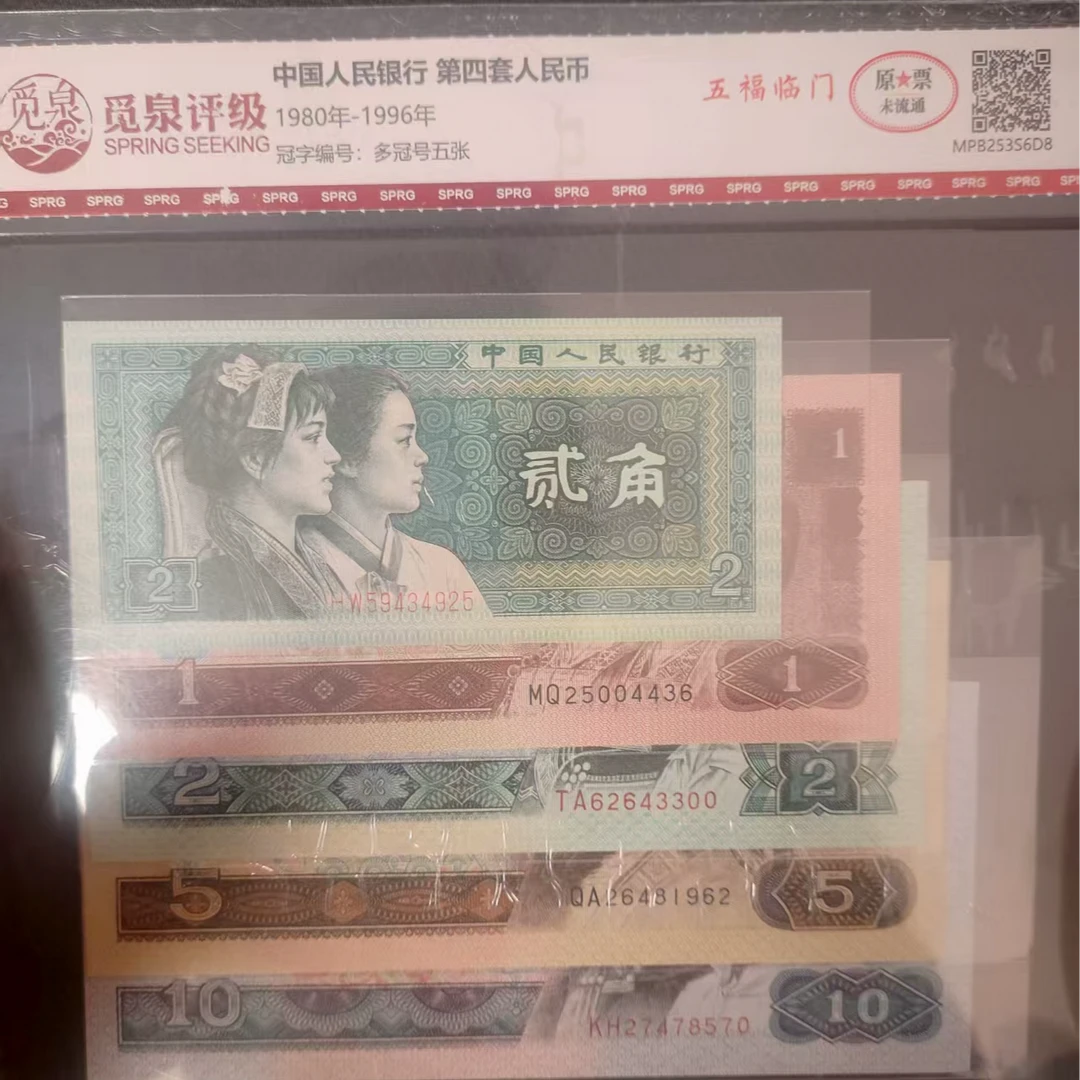 觅泉
觅泉评级
SPRING SEEKING
中国人民银行 第四套人民币
1980年-1996年
冠字编号：多冠号五张
五福临门
原★票
未流通
MPB253S6D8
SPRG SPRG SPRG SPRG SPRG SPRG SPRG SPRG SPRG SPRG SPRG SPRG SPRG SPRG SPRG SPRG SPRG SPRG
中国人民银行
贰角
2
2
HW59434925
1
1
MQ25004436
1
2
TA62643300
2
5
QA26481962
5
10
KH27478570
10